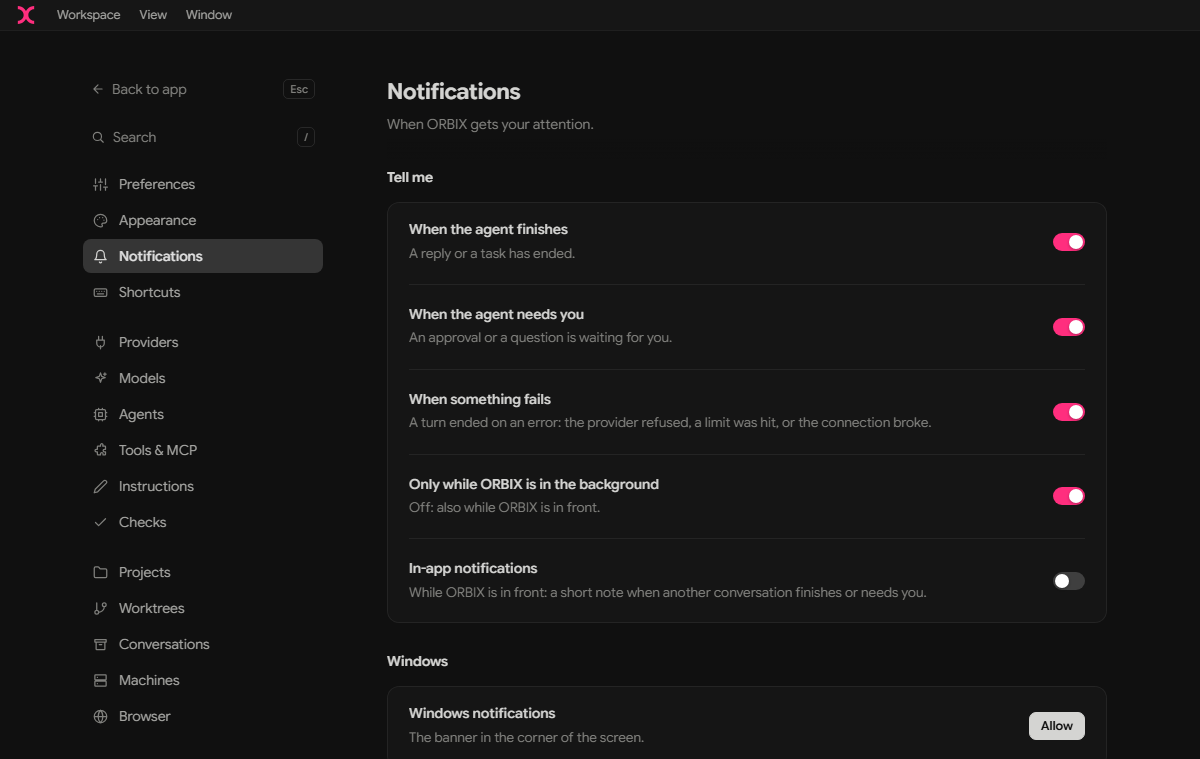 Workspace View Window
Back to app Esc
Search /
Preferences
Appearance
Notifications
Shortcuts
Providers
Models
Agents
Tools & MCP
Instructions
Checks
Projects
Worktrees
Conversations
Machines
Browser
Notifications
When ORBIX gets your attention.
Tell me
When the agent finishes
A reply or a task has ended.
When the agent needs you
An approval or a question is waiting for you.
When something fails
A turn ended on an error: the provider refused, a limit was hit, or the connection broke.
Only while ORBIX is in the background
Off: also while ORBIX is in front.
In-app notifications
While ORBIX is in front: a short note when another conversation finishes or needs you.
Windows
Windows notifications
The banner in the corner of the screen.
Allow